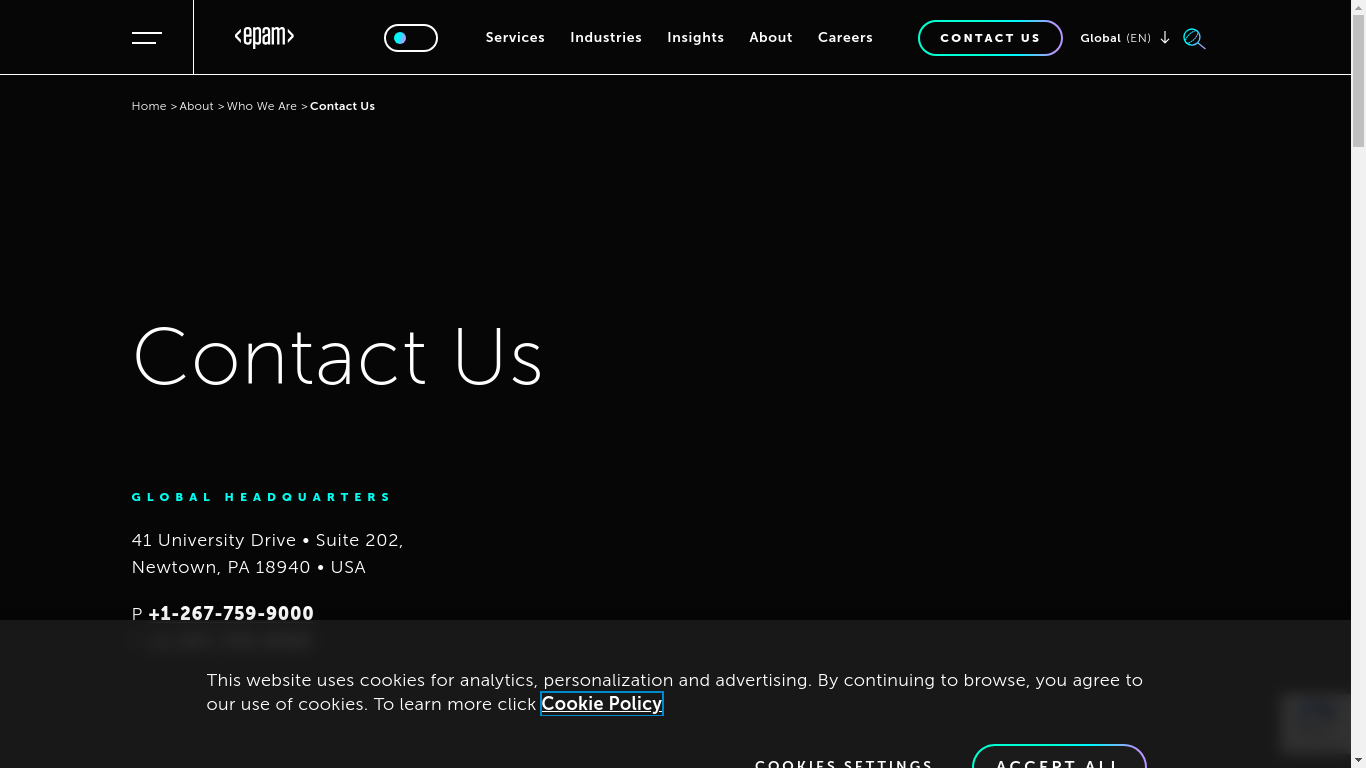 <epam>
Services Industries Insights About Careers CONTACT US Global (EN)
Home > About > Who We Are > Contact Us
Contact Us
GLOBAL HEADQUARTERS
41 University Drive • Suite 202,
Newtown, PA 18940 • USA
P +1-267-759-9000
This website uses cookies for analytics, personalization and advertising. By continuing to browse, you agree to
our use of cookies. To learn more click Cookie Policy
COOKIES SETTINGS ACCEPT ALL